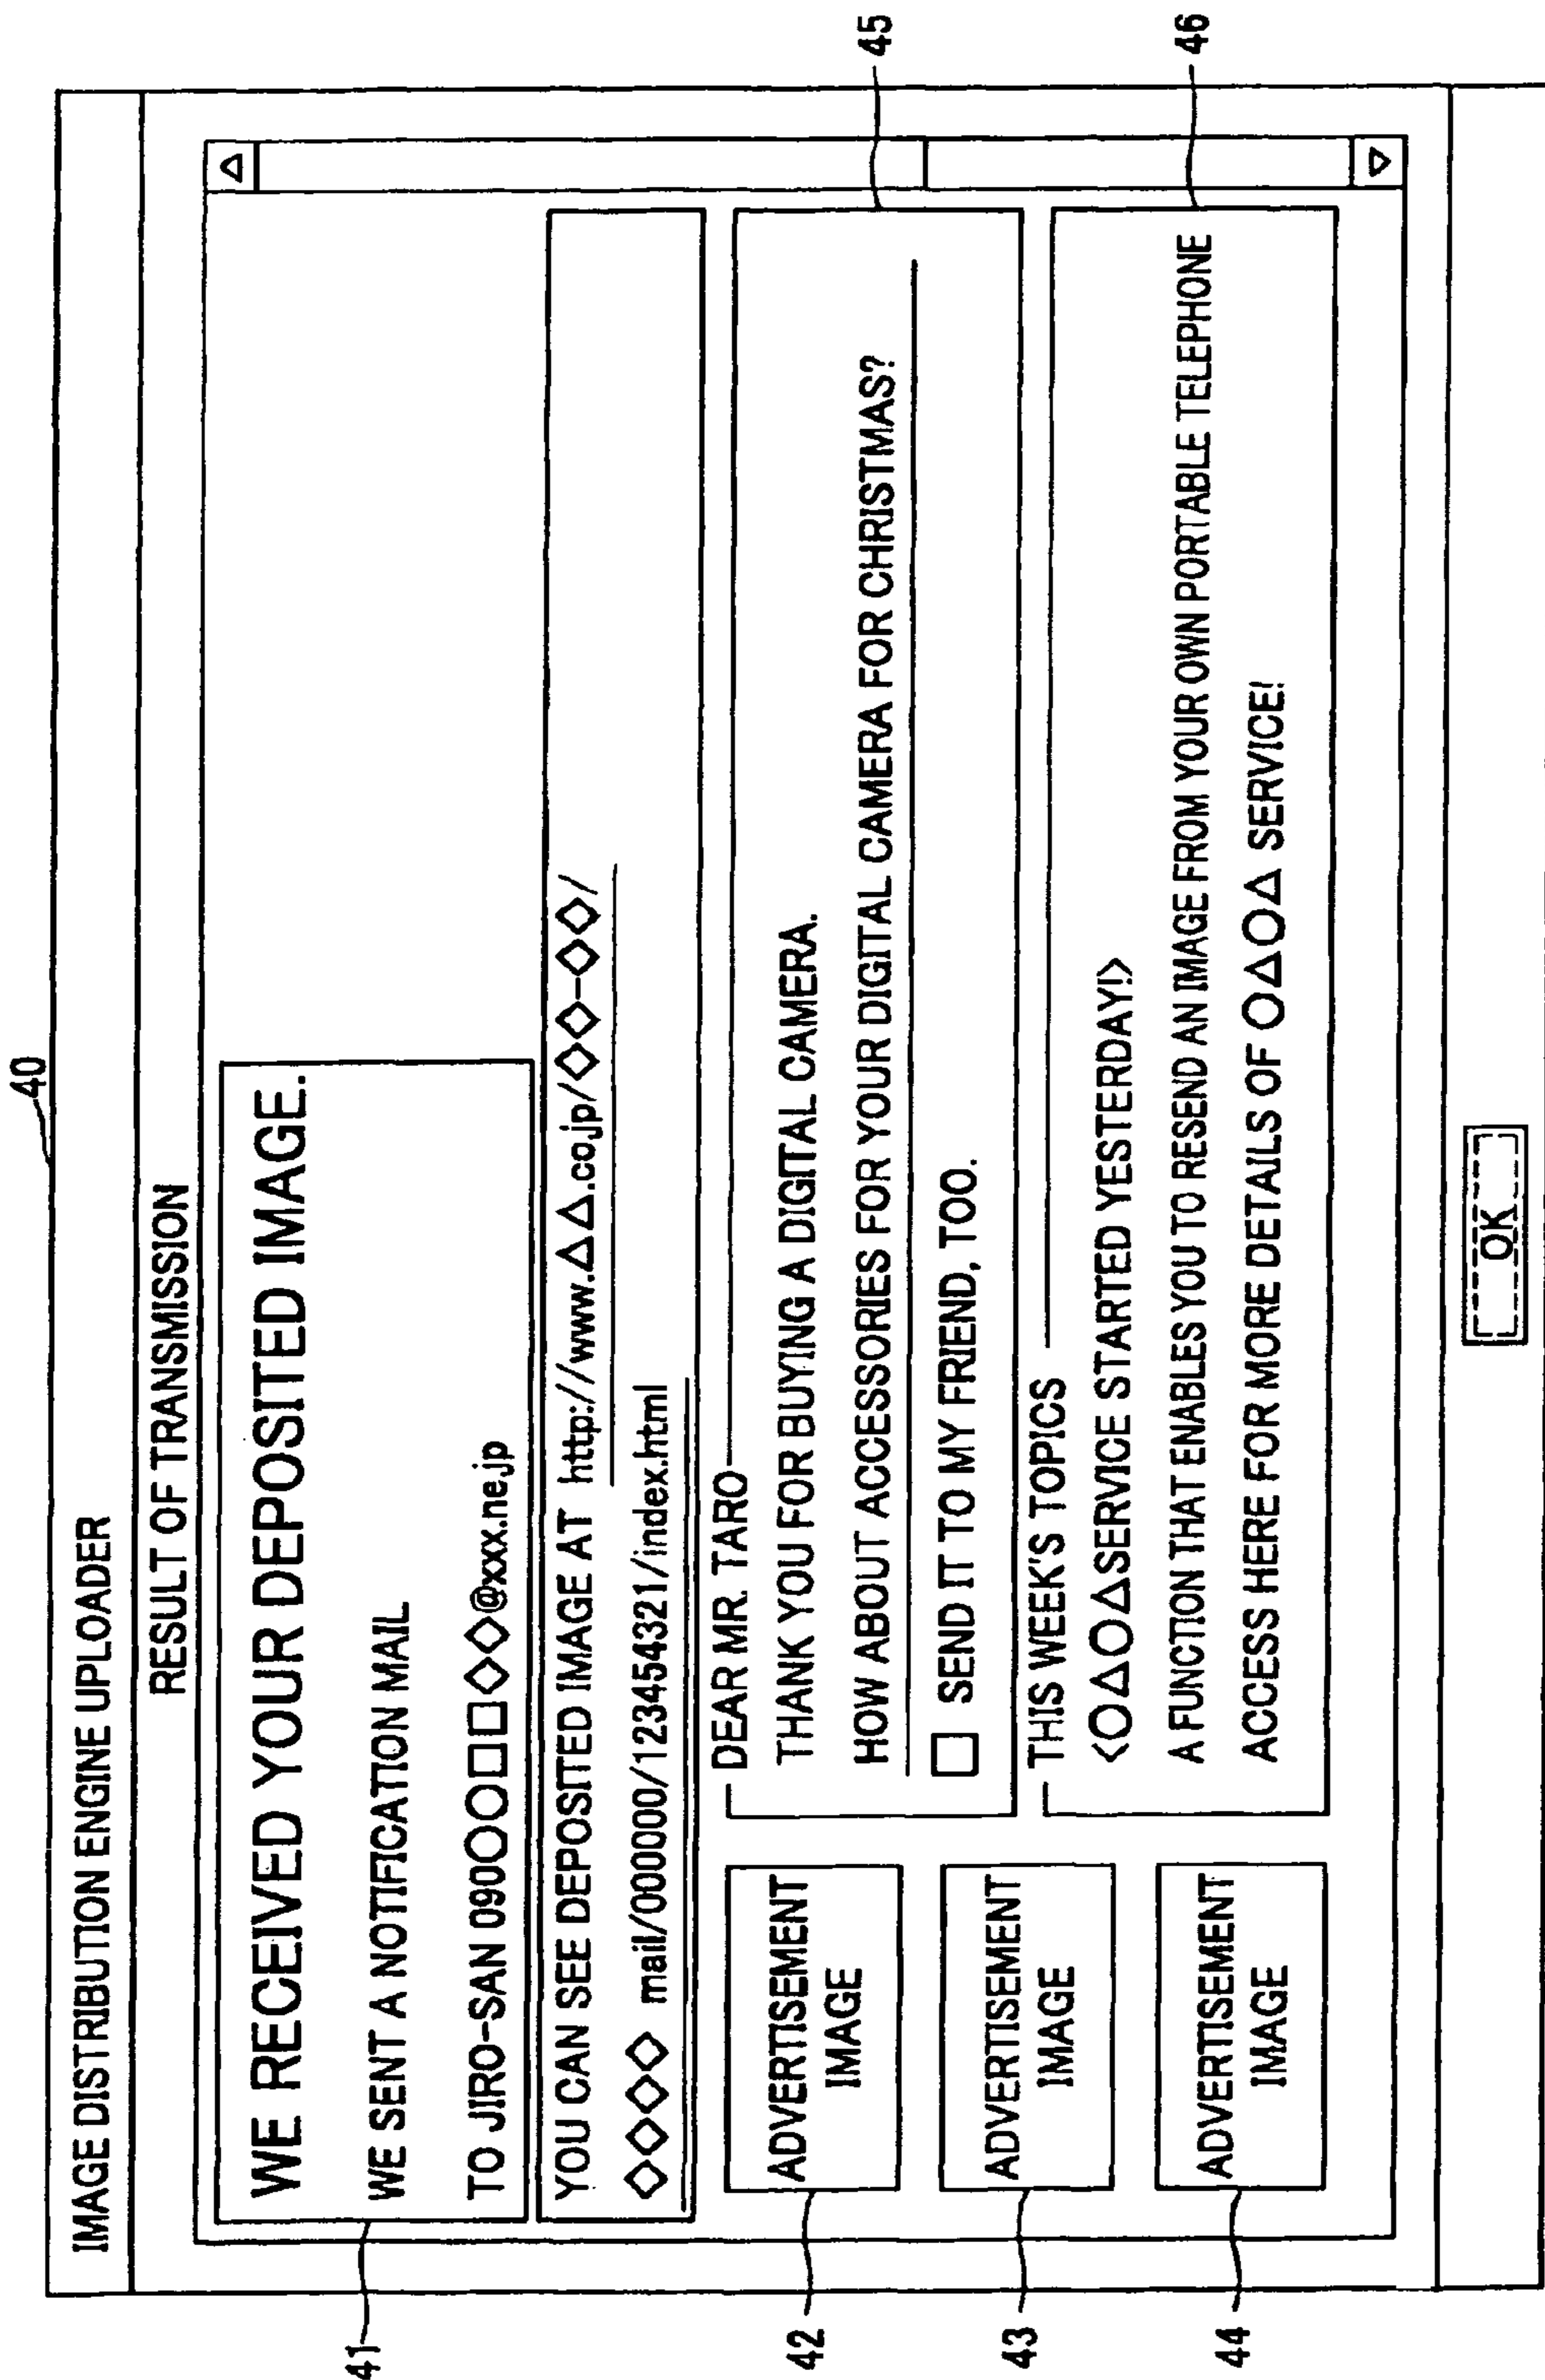 40
IMAGE DISTRIBUTION ENGINE UPLOADER
RESULT OF TRANSMISSION
41
WE RECEIVED YOUR DEPOSITED IMAGE.
WE SENT A NOTIFICATION MAIL
TO JIRO-SAN 090○○□□◇◇@xxx.ne.jp
YOU CAN SEE DEPOSITED IMAGE AT http://www.△△.co.jp/◇◇-◇◇/
◇◇◇◇ mail/000000/123454321/index.html
42
ADVERTISEMENT
IMAGE
43
ADVERTISEMENT
IMAGE
44
ADVERTISEMENT
IMAGE
DEAR MR. TARO
45
THANK YOU FOR BUYING A DIGITAL CAMERA.
HOW ABOUT ACCESSORIES FOR YOUR DIGITAL CAMERA FOR CHRISTMAS?
□ SEND IT TO MY FRIEND, TOO.
THIS WEEK'S TOPICS
46
<○△○△SERVICE STARTED YESTERDAY!>
A FUNCTION THAT ENABLES YOU TO RESEND AN IMAGE FROM YOUR OWN PORTABLE TELEPHONE
ACCESS HERE FOR MORE DETAILS OF ○△○△ SERVICE!
OK